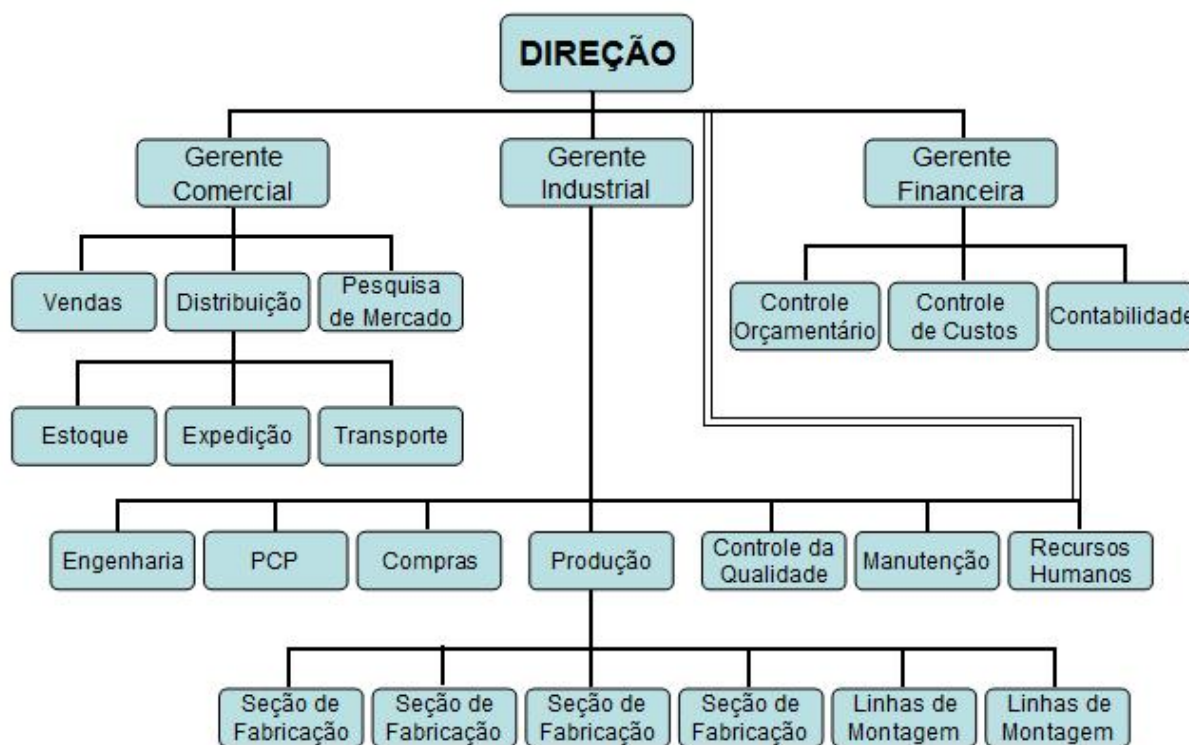 DIREÇÃO
Gerente
Comercial
Gerente
Industrial
Gerente
Financeira
Vendas
Distribuição
Pesquisa
de Mercado
Controle
Orçamentário
Controle
de Custos
Contabilidade
Estoque
Expedição
Transporte
Engenharia
PCP
Compras
Produção
Controle da
Qualidade
Manutenção
Recursos
Humanos
Seção de
Fabricação
Seção de
Fabricação
Seção de
Fabricação
Seção de
Fabricação
Linhas de
Montagem
Linhas de
Montagem